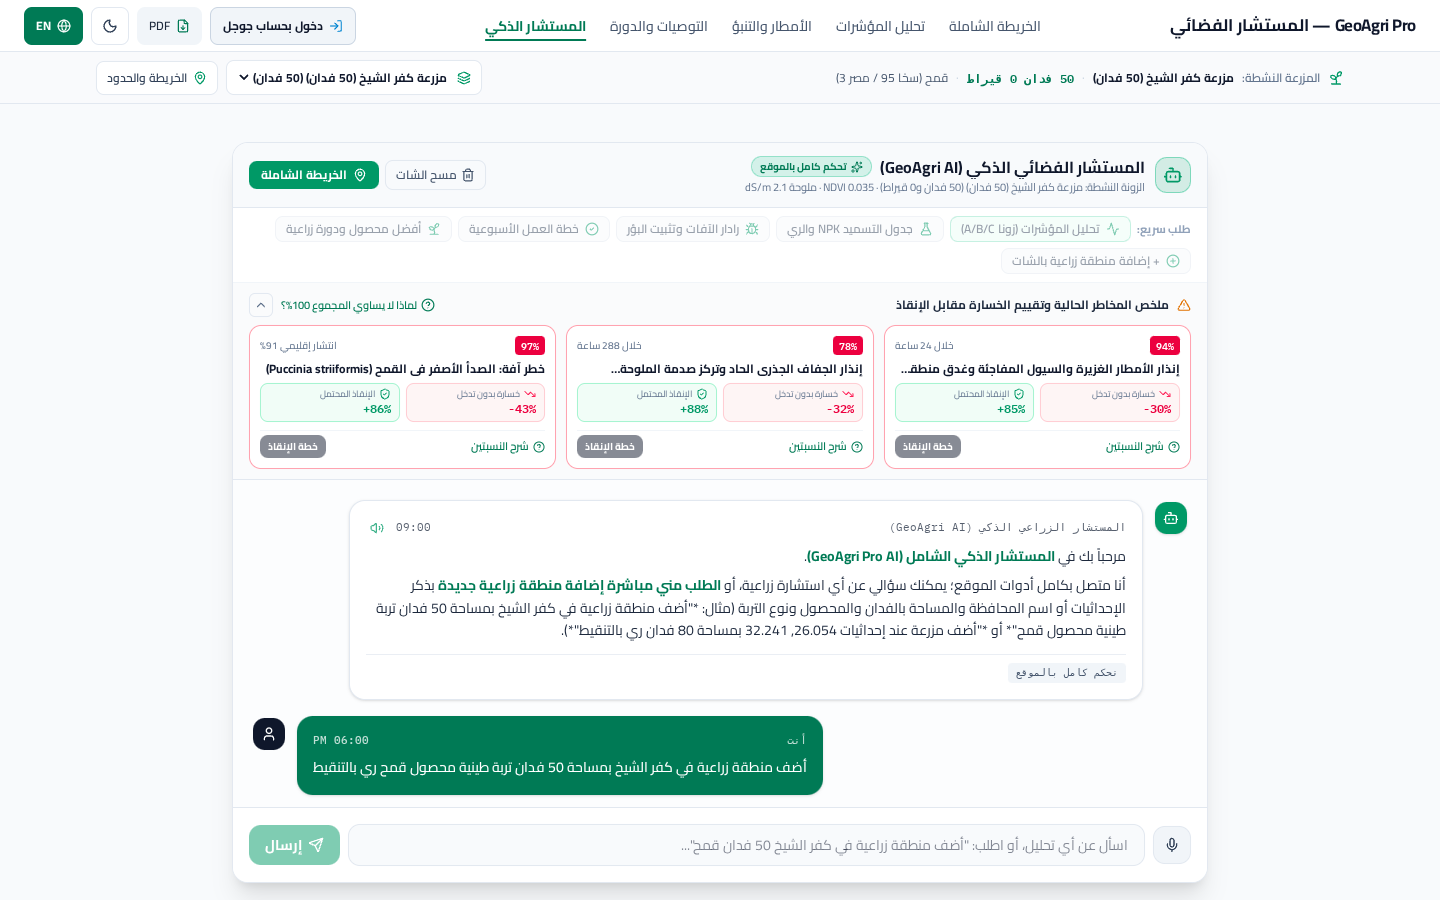 GeoAgri Pro — المستشار الفضائي
الخريطة الشاملة
تحليل المؤشرات
الأمطار والتنبؤ
التوصيات والدورة
المستشار الذكي
دخول بحساب جوجل
PDF
EN
المزرعة النشطة: مزرعة كفر الشيخ (50 فدان) · 50 فدان 0 قيراط · قمح (سخا 95 / مصر 3)
مزرعة كفر الشيخ (50 فدان) (50 فدان)
الخريطة والحدود
المستشار الفضائي الذكي (GeoAgri AI)
تحكم كامل بالموقع
الزونة النشطة: مزرعة كفر الشيخ (50 فدان) (50 فدان و0 قيراط) · NDVI 0.035 · ملوحة 2.1 dS/m
مسح الشات
الخريطة الشاملة
طلب سريع:
تحليل المؤشرات (زونا A/B/C)
جدول التسميد NPK والري
رادار الآفات وتثبيت البؤر
خطة العمل الأسبوعية
أفضل محصول ودورة زراعية
+ إضافة منطقة زراعية بالشات
ملخص المخاطر الحالية وتقييم الخسارة مقابل الإنقاذ
لماذا لا يساوي المجموع 100%؟
94%
خلال 24 ساعة
إنذار الأمطار الغزيرة والسيول المفاجئة وغدق منطقـ...
خسارة بدون تدخل
-30%
الإنقاذ المحتمل
+85%
شرح النسبتين
خطة الإنقاذ
78%
خلال 288 ساعة
إنذار الجفاف الجذري الحاد وتركز صدمة الملوحة...
خسارة بدون تدخل
-32%
الإنقاذ المحتمل
+88%
شرح النسبتين
خطة الإنقاذ
97%
انتشار إقليمي 91%
خطر آفة: الصدأ الأصفر في القمح (Puccinia striiformis)
خسارة بدون تدخل
-43%
الإنقاذ المحتمل
+86%
شرح النسبتين
خطة الإنقاذ
المستشار الزراعي الذكي (GeoAgri AI)
09:00
مرحباً بك في المستشار الذكي الشامل (GeoAgri Pro AI).
أنا متصل بكامل أدوات الموقع؛ يمكنك سؤالي عن أي استشارة زراعية، أو الطلب مني مباشرة إضافة منطقة زراعية جديدة بذكر
الإحداثيات أو اسم المحافظة والمساحة بالفدان والمحصول ونوع التربة (مثال: *"أضف منطقة زراعية في كفر الشيخ بمساحة 50 فدان تربة
طينية محصول قمح"* أو *"أضف مزرعة عند إحداثيات 26.054, 32.241 بمساحة 80 فدان ري بالتنقيط"*).
تحكم كامل بالموقع
أنت
06:00 PM
أضف منطقة زراعية في كفر الشيخ بمساحة 50 فدان تربة طينية محصول قمح ري بالتنقيط
اسأل عن أي تحليل، أو اطلب: "أضف منطقة زراعية في كفر الشيخ 50 فدان قمح"...
إرسال